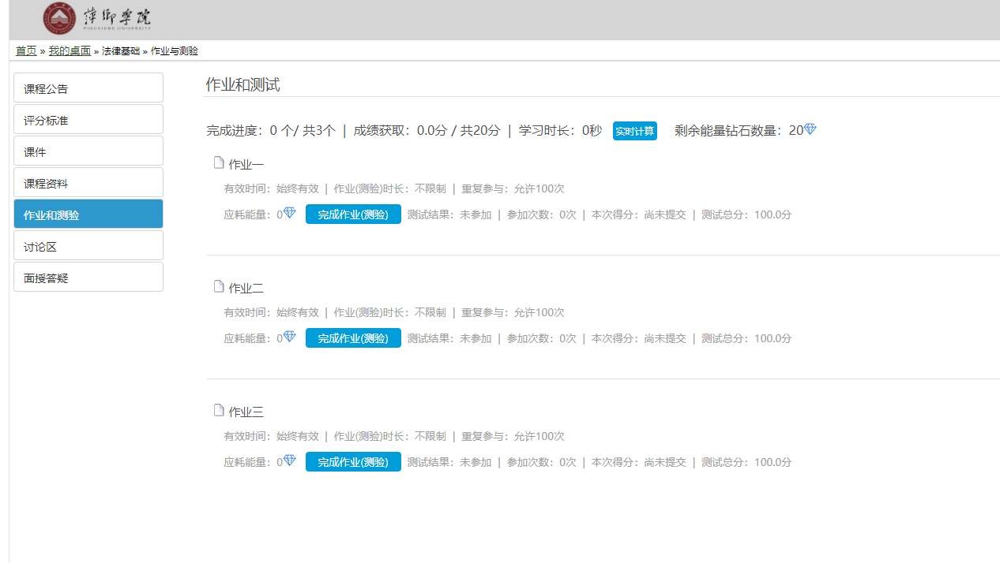 萍乡学院
PINGXIANG UNIVERSITY
首页 » 我的桌面 » 法律基础 » 作业与测验
课程公告
评分标准
课件
课程资料
作业和测验
讨论区
面授答疑
作业和测试
完成进度：0 个/ 共3个 | 成绩获取：0.0分 / 共20分 | 学习时长：0秒 实时计算 剩余能量钻石数量：20
作业一
有效时间：始终有效 | 作业(测验)时长：不限制 | 重复参与：允许100次
应耗能量：0 完成作业(测验) 测试结果：未参加 | 参加次数：0次 | 本次得分：尚未提交 | 测试总分：100.0分
作业二
有效时间：始终有效 | 作业(测验)时长：不限制 | 重复参与：允许100次
应耗能量：0 完成作业(测验) 测试结果：未参加 | 参加次数：0次 | 本次得分：尚未提交 | 测试总分：100.0分
作业三
有效时间：始终有效 | 作业(测验)时长：不限制 | 重复参与：允许100次
应耗能量：0 完成作业(测验) 测试结果：未参加 | 参加次数：0次 | 本次得分：尚未提交 | 测试总分：100.0分